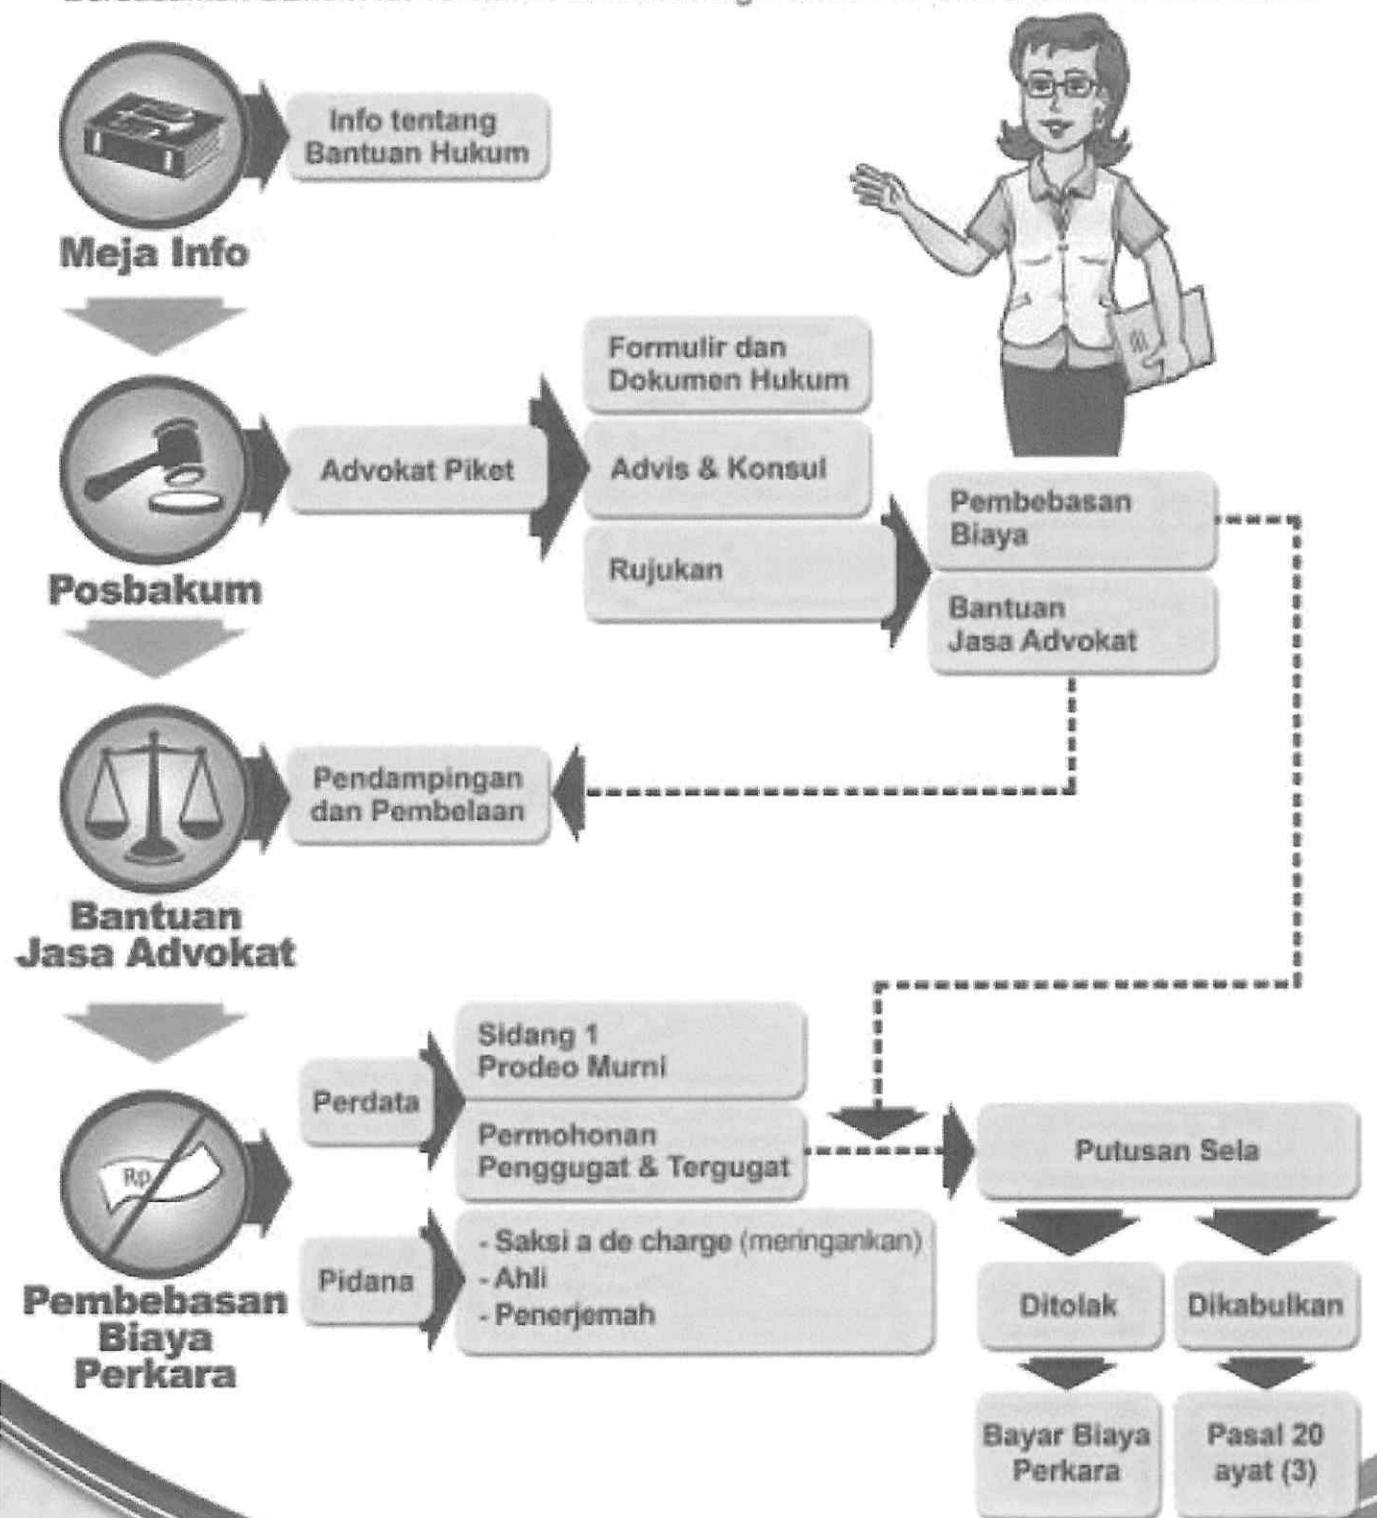 Info tentang
Bantuan Hukum
Meja Info
Formulir dan
Dokumen Hukum
Advokat Piket
Advis & Konsul
Rujukan
Pembebasan
Biaya
Bantuan
Jasa Advokat
Posbakum
Pendampingan
dan Pembelaan
Bantuan
Jasa Advokat
Perdata
Sidang 1
Prodeo Murni
Permohonan
Penggugat & Tergugat
Putusan Sela
Rp
Pidana
- Saksi a de charge (meringankan)
- Ahli
- Penerjemah
Pembebasan
Biaya
Perkara
Ditolak
Dikabulkan
Bayar Biaya
Perkara
Pasal 20
ayat (3)